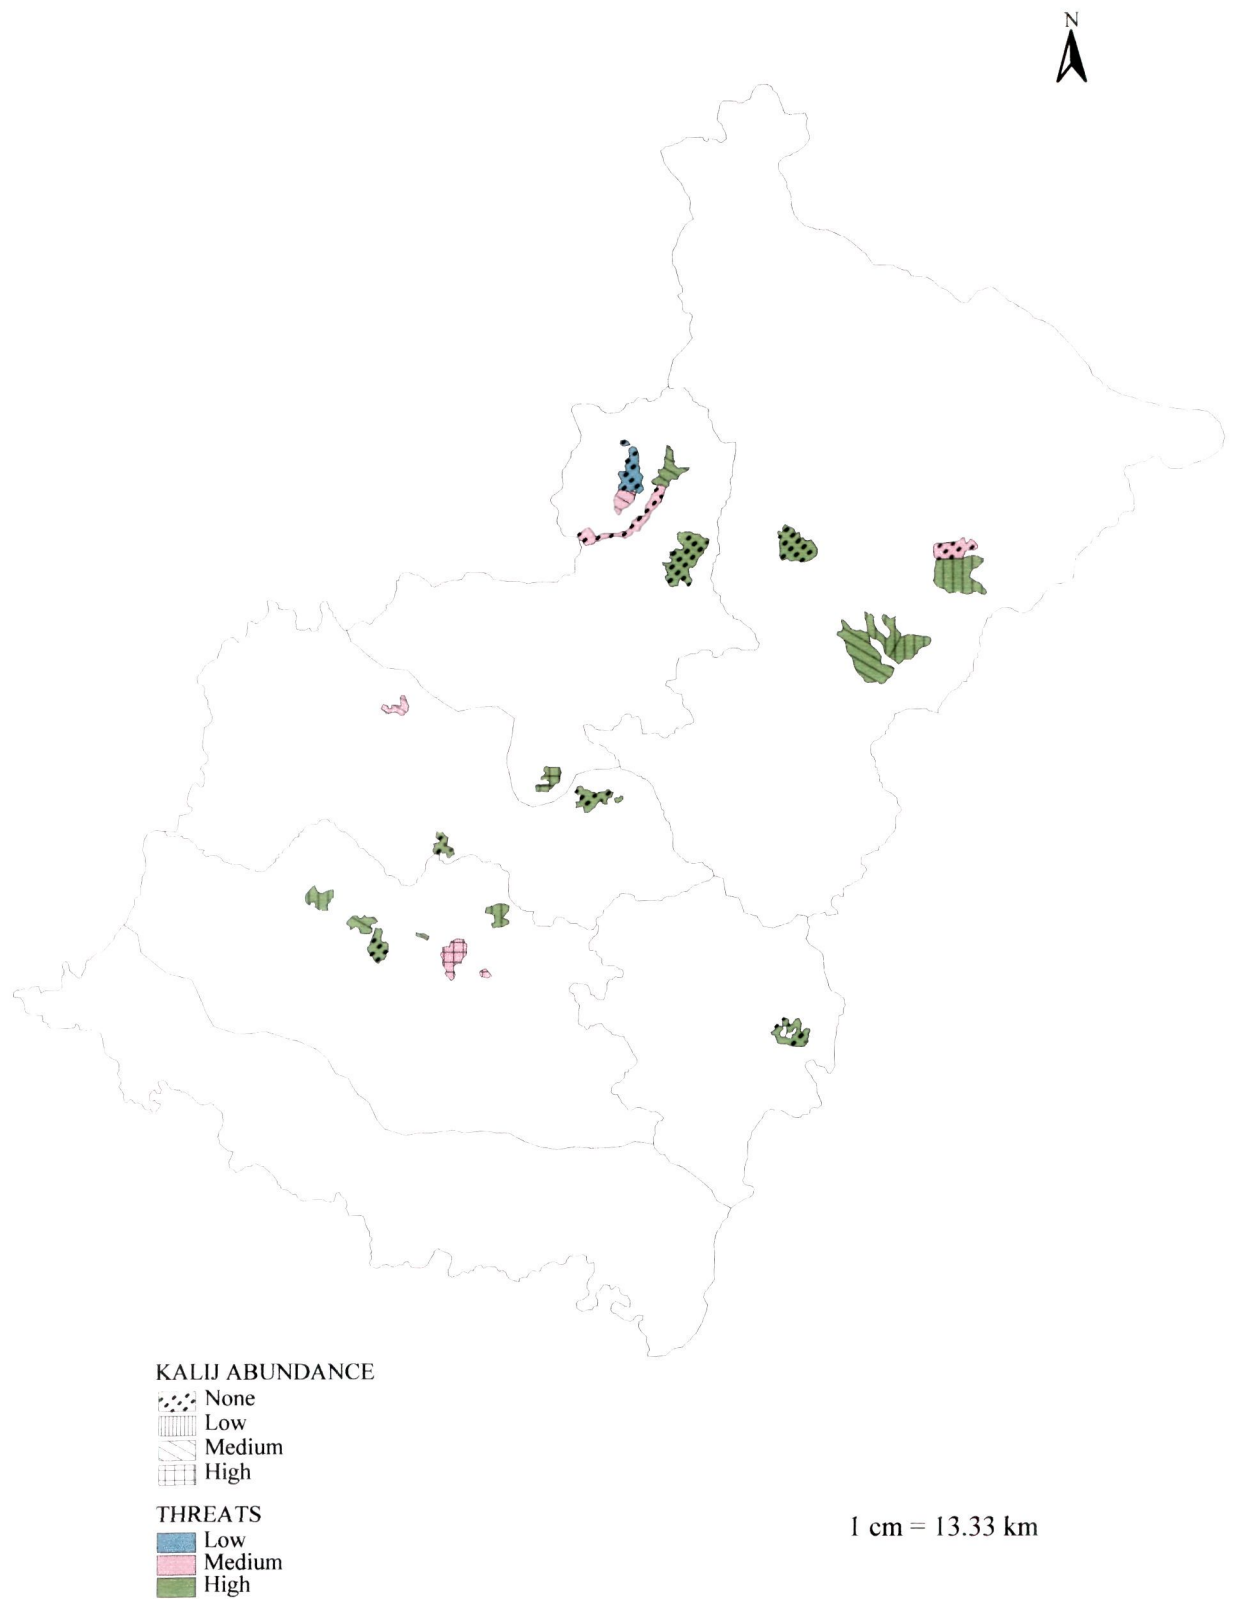 N
KALIJ ABUNDANCE
None
Low
Medium
High
THREATS
Low
Medium
High
1 cm = 13.33 km